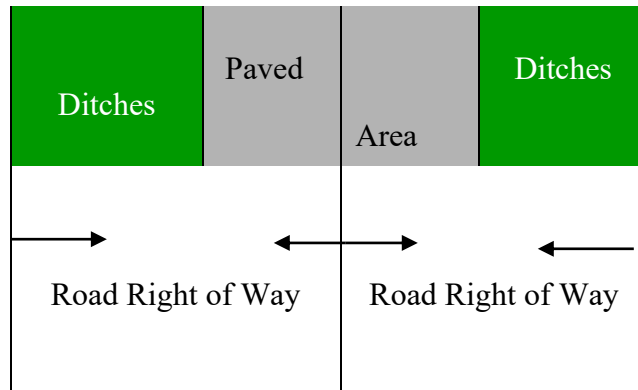 Ditches
Paved
Area
Ditches
Road Right of Way
Road Right of Way